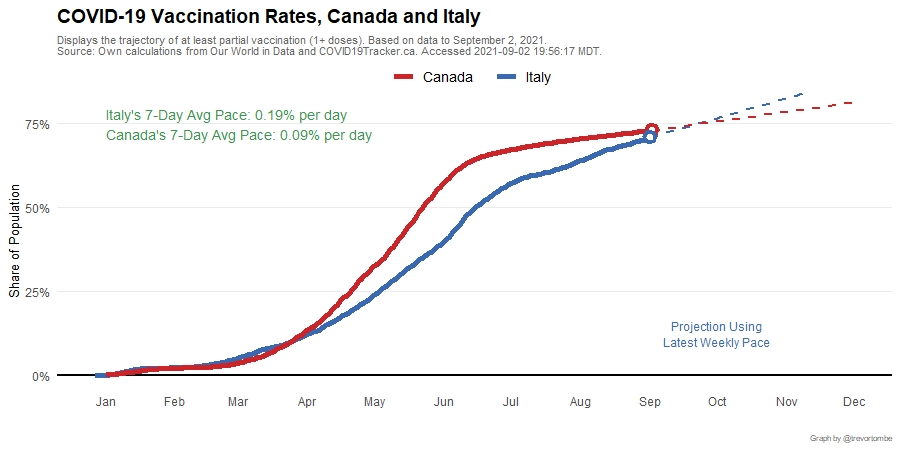 COVID-19 Vaccination Rates, Canada and Italy
Displays the trajectory of at least partial vaccination (1+ doses). Based on data to September 2, 2021.
Source: Own calculations from Our World in Data and COVID19Tracker.ca. Accessed 2021-09-02 19:56:17 MDT.
Canada Italy
Italy's 7-Day Avg Pace: 0.19% per day
Canada's 7-Day Avg Pace: 0.09% per day
75%
50%
25%
0%
Share of Population
Projection Using
Latest Weekly Pace
Jan Feb Mar Apr May Jun Jul Aug Sep Oct Nov Dec
Graph by @trevortombe